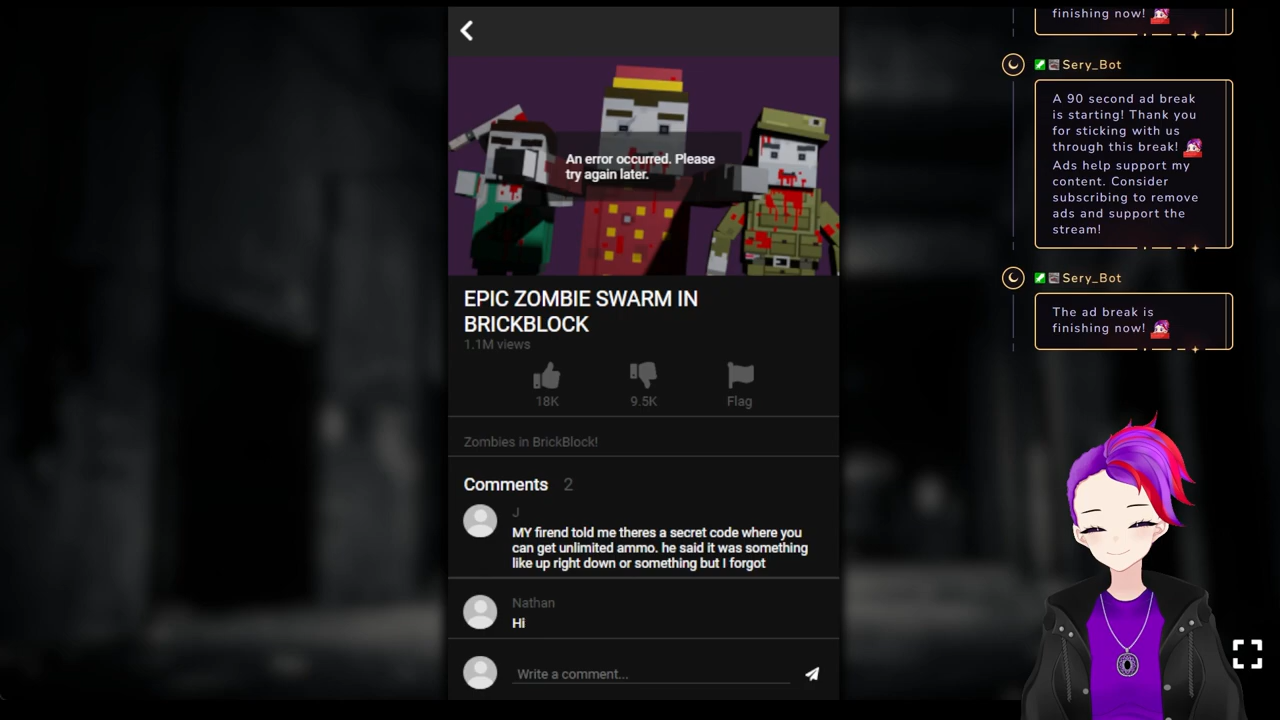 An error occurred. Please
try again later.
EPIC ZOMBIE SWARM IN
BRICKBLOCK
1.1M views
18K
9.5K
Flag
Zombies in BrickBlock!
Comments 2
J
MY firend told me theres a secret code where you
can get unlimited ammo. he said it was something
like up right down or something but I forgot
Nathan
Hi
Write a comment...
finishing now!
Sery_Bot
A 90 second ad break
is starting! Thank you
for sticking with us
through this break!
Ads help support my
content. Consider
subscribing to remove
ads and support the
stream!
Sery_Bot
The ad break is
finishing now!